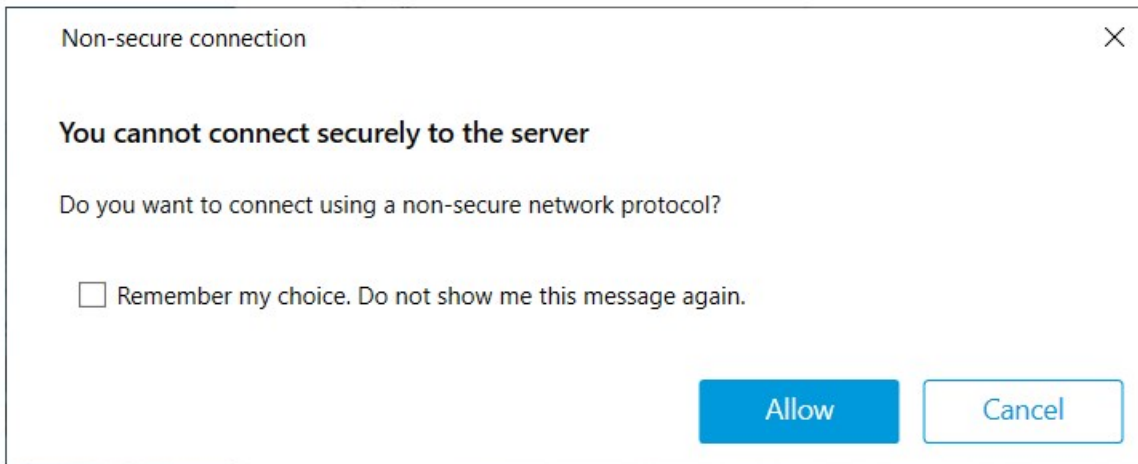 Non-secure connection
You cannot connect securely to the server
Do you want to connect using a non-secure network protocol?
Remember my choice. Do not show me this message again.
Allow
Cancel